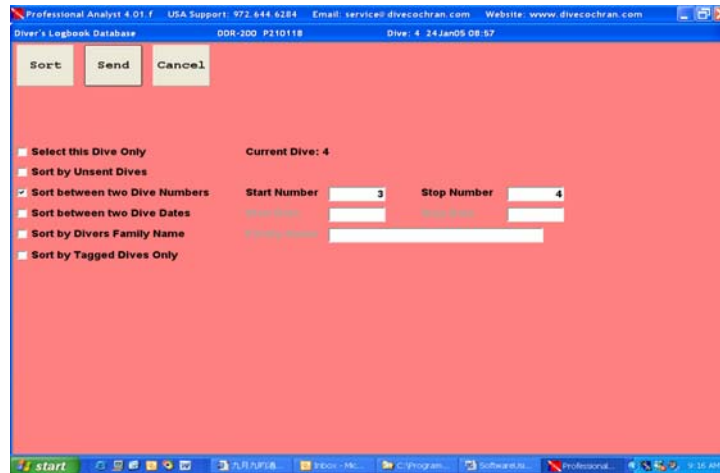 Professional Analyst 4.01.f USA Support: 972.644.6284 Email: service@divecochran.com Website: www.divecochran.com
Diver's Logbook Database DDR-200 P210118 Dive: 4 24Jan05 08:57
Sort Send Cancel
Select this Dive Only Current Dive: 4
Sort by Unsent Dives
Sort between two Dive Numbers Start Number 3 Stop Number 4
Sort between two Dive Dates
Sort by Divers Family Name
Sort by Tagged Dives Only
start Inbox - Mic... C:\Program... Professional... 9:16 AM